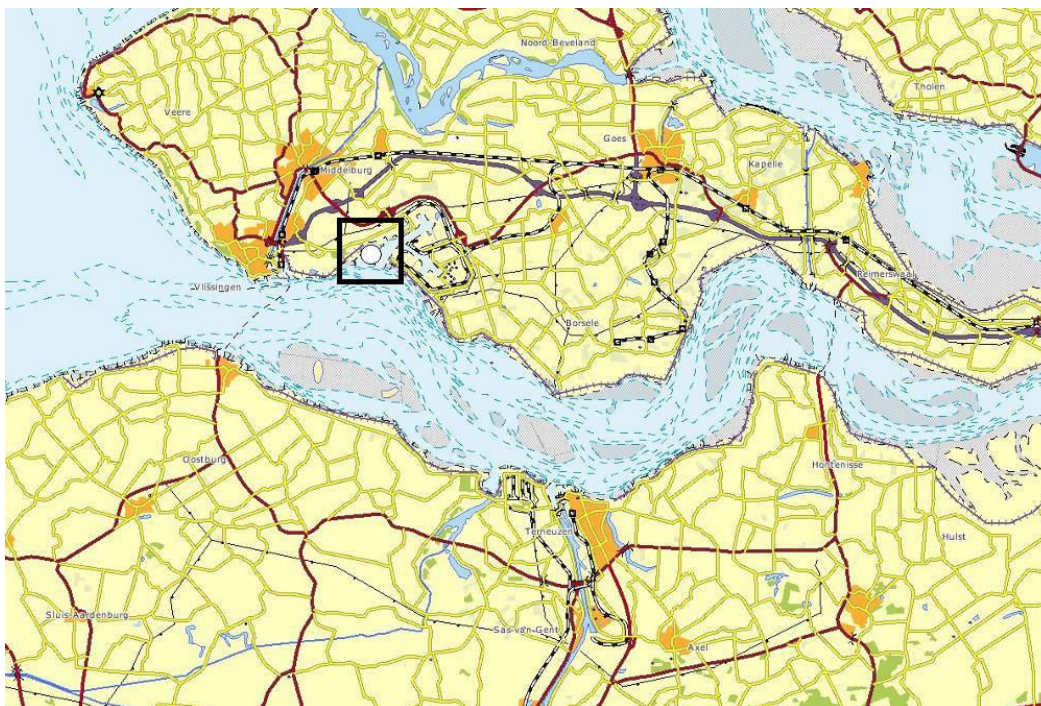 Noord-Beveland
Tholen
Veere
Goes
Kapelle
Middelburg
Reimerswaal
Vlissingen
Borsele
Oostburg
Hontenisse
Terneuzen
Hulst
Sluis-Aardenburg
Sas van Gent
Axel